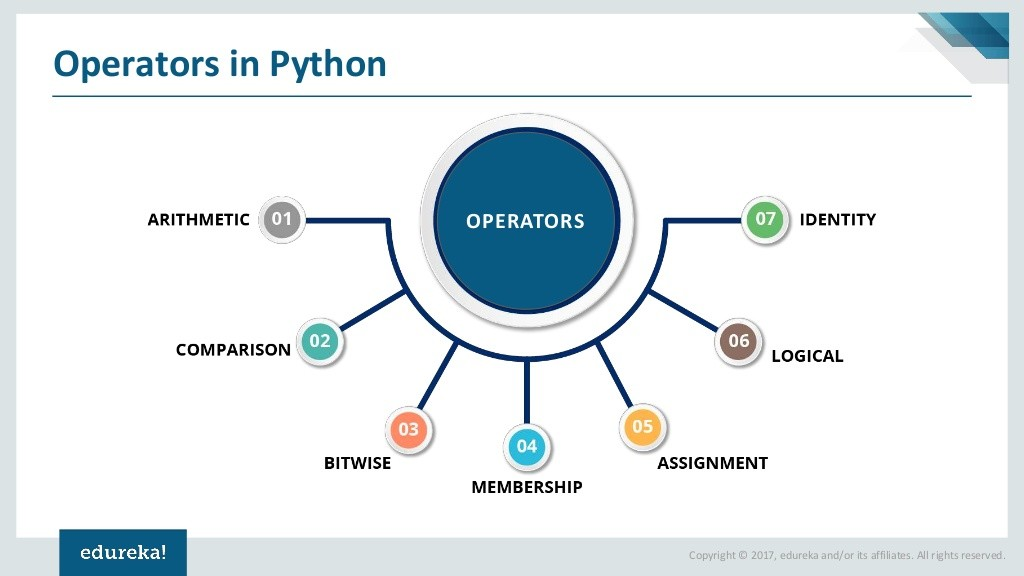 Operators in Python
OPERATORS
ARITHMETIC 01
02
COMPARISON
03
BITWISE
04
MEMBERSHIP
05
ASSIGNMENT
06
LOGICAL
07 IDENTITY
edureka!
Copyright © 2017, edureka and/or its affiliates. All rights reserved.